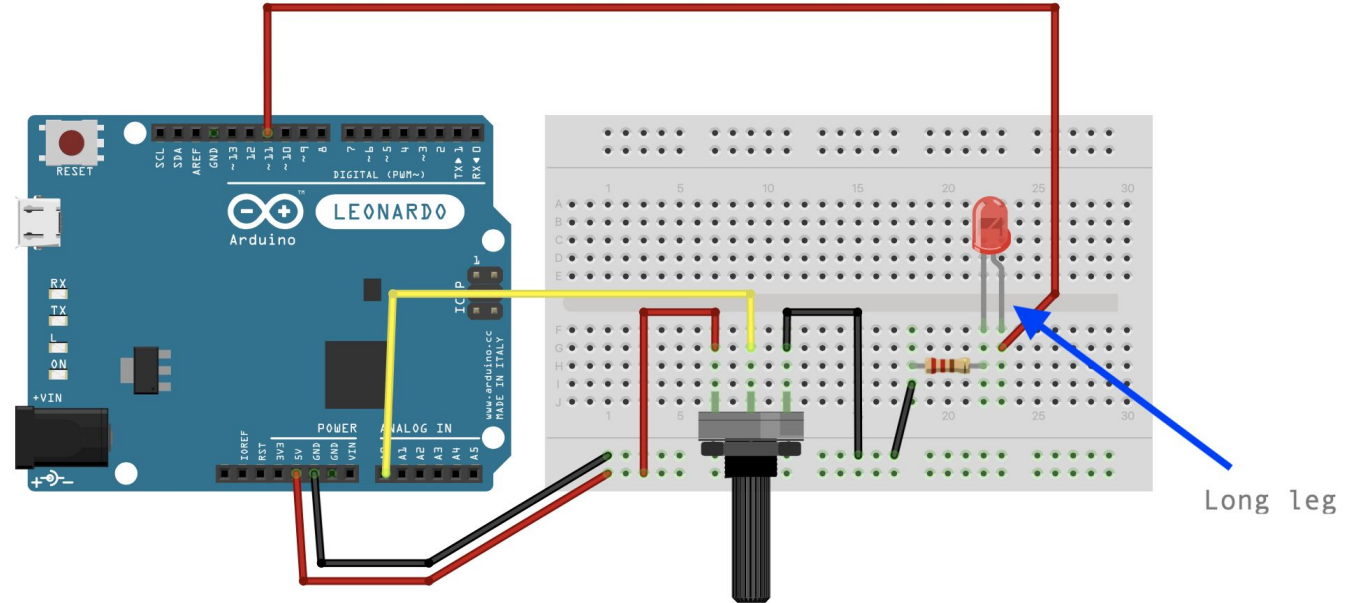 RESET
SCL
SDA
AREF
GND
~13
12
~11
~10
~9
8
7
~6
~5
4
~3
2
TX▶1
RX◀0
DIGITAL (PWM~)
TM
LEONARDO
Arduino
RX
TX
L
ON
1
ICSP
+VIN
www.arduino.cc
MADE IN ITALY
POWER
ANALOG IN
IOREF
RST
3V3
5V
GND
GND
VIN
A1
A2
A3
A4
A5
1 5 10 15 20 25 30
A
B
C
D
E
F
G
H
I
J
1 5 20 25 30
Long leg